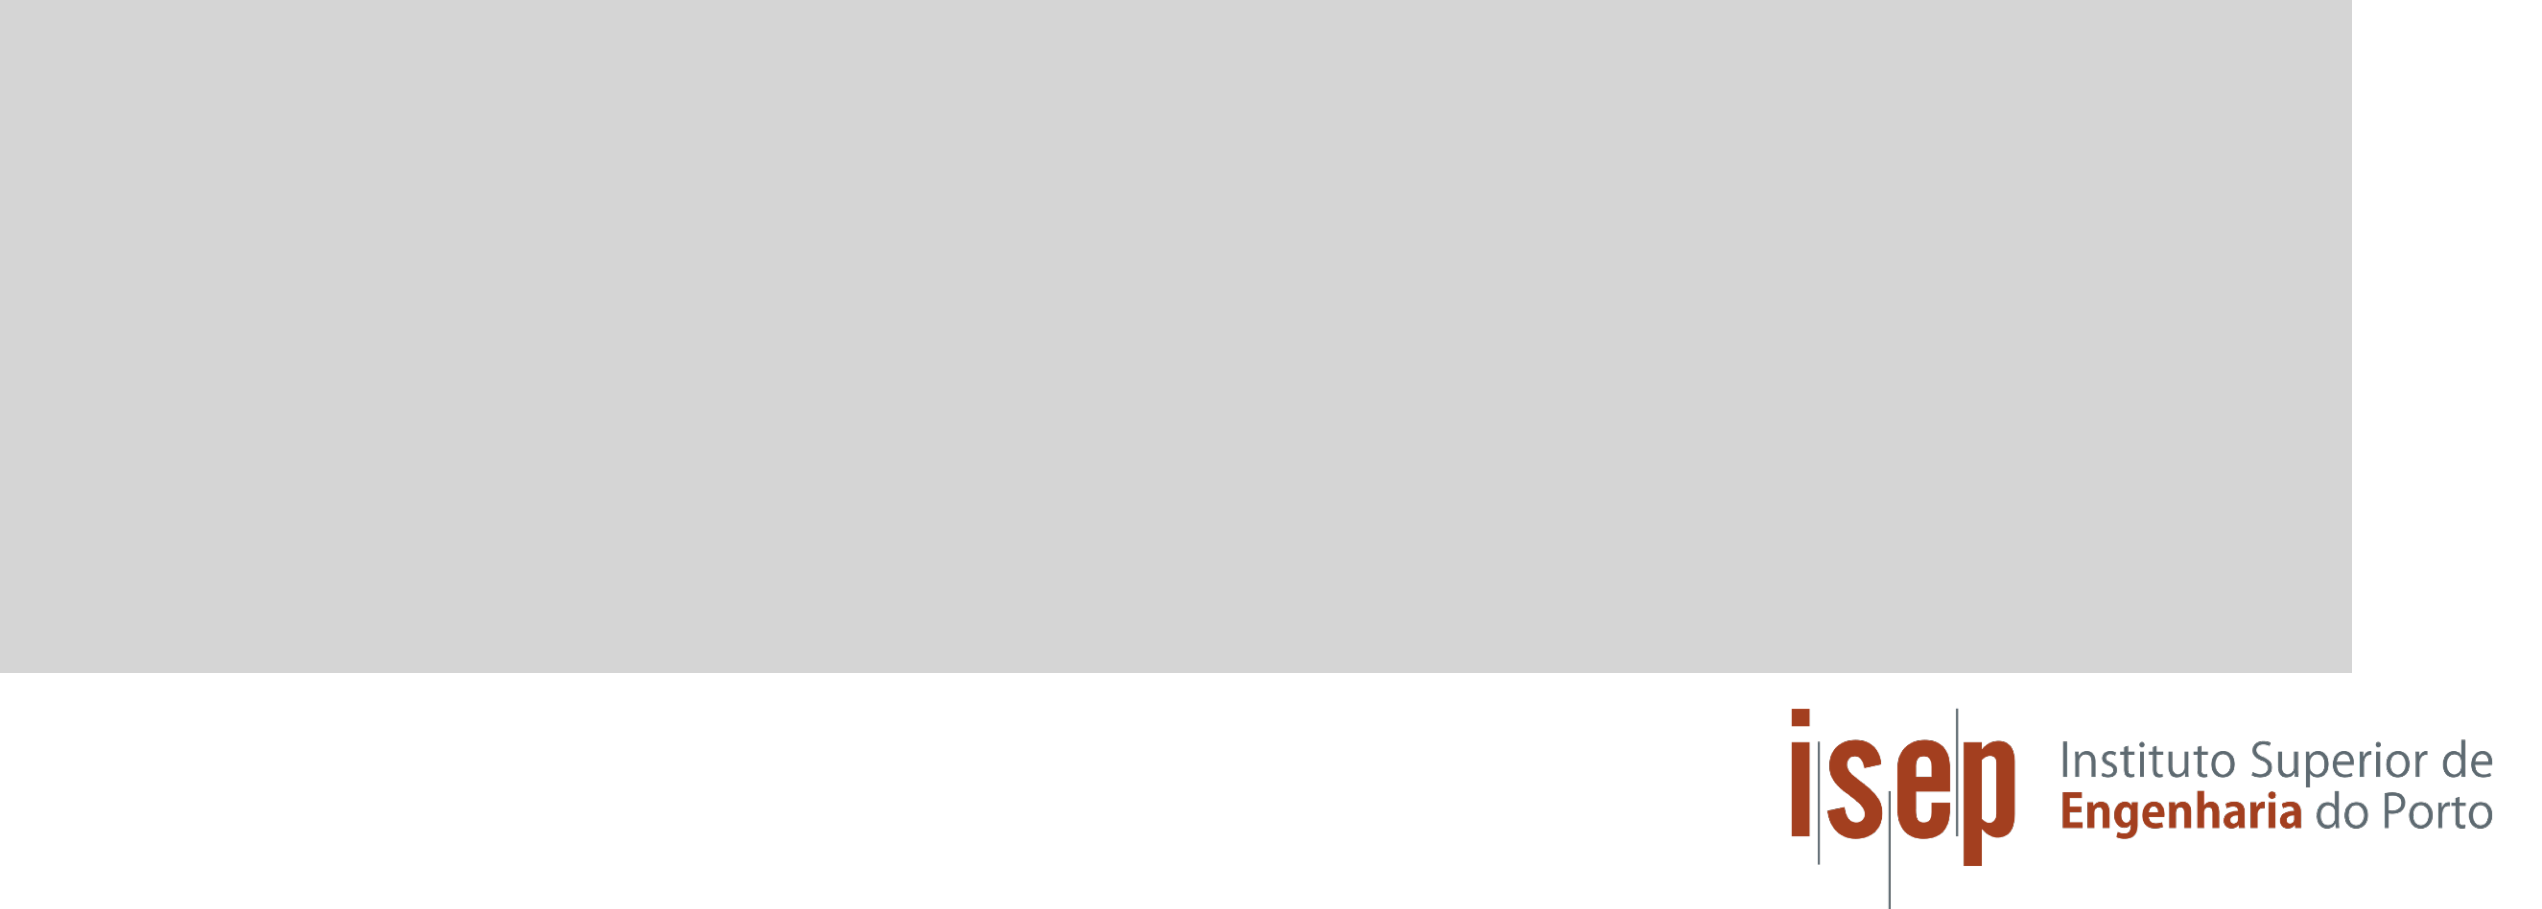 isep
Instituto Superior de
Engenharia do Porto